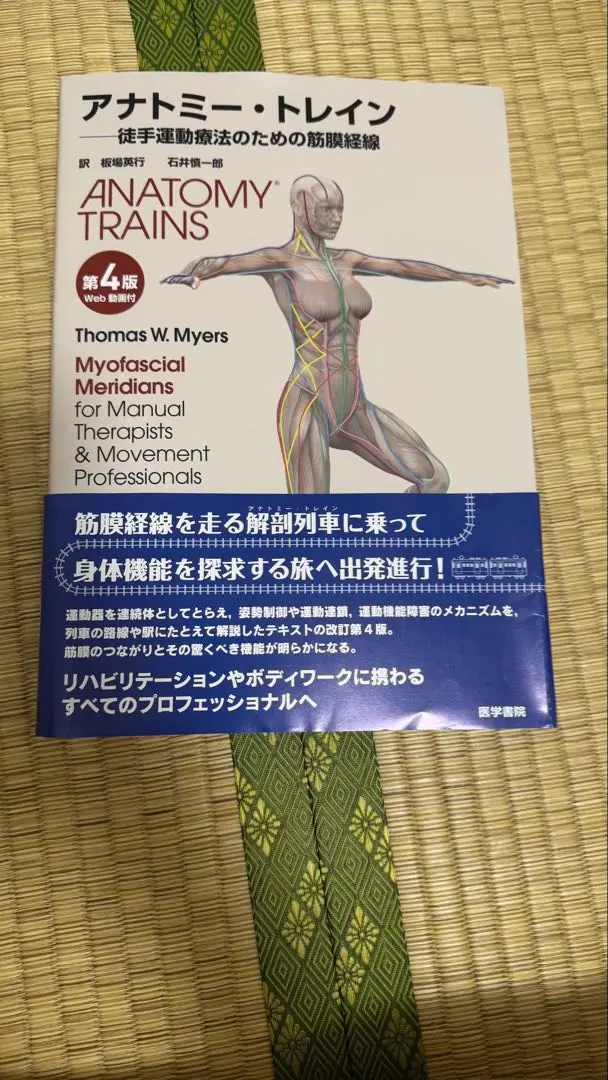 アナトミー・トレイン
──徒手運動療法のための筋膜経線
訳 板場英行 石井慎一郎
ANATOMY®
TRAINS
第4版
Web 動画付
Thomas W. Myers
Myofascial
Meridians
for Manual
Therapists
& Movement
Professionals
アナトミー・トレイン
筋膜経線を走る解剖列車に乗って
身体機能を探求する旅へ出発進行!
運動器を連続体としてとらえ,姿勢制御や運動連鎖,運動機能障害のメカニズムを,
列車の路線や駅にたとえて解説したテキストの改訂第4版。
筋膜のつながりとその驚くべき機能が明らかになる。
リハビリテーションやボディワークに携わる
すべてのプロフェッショナルへ
医学書院